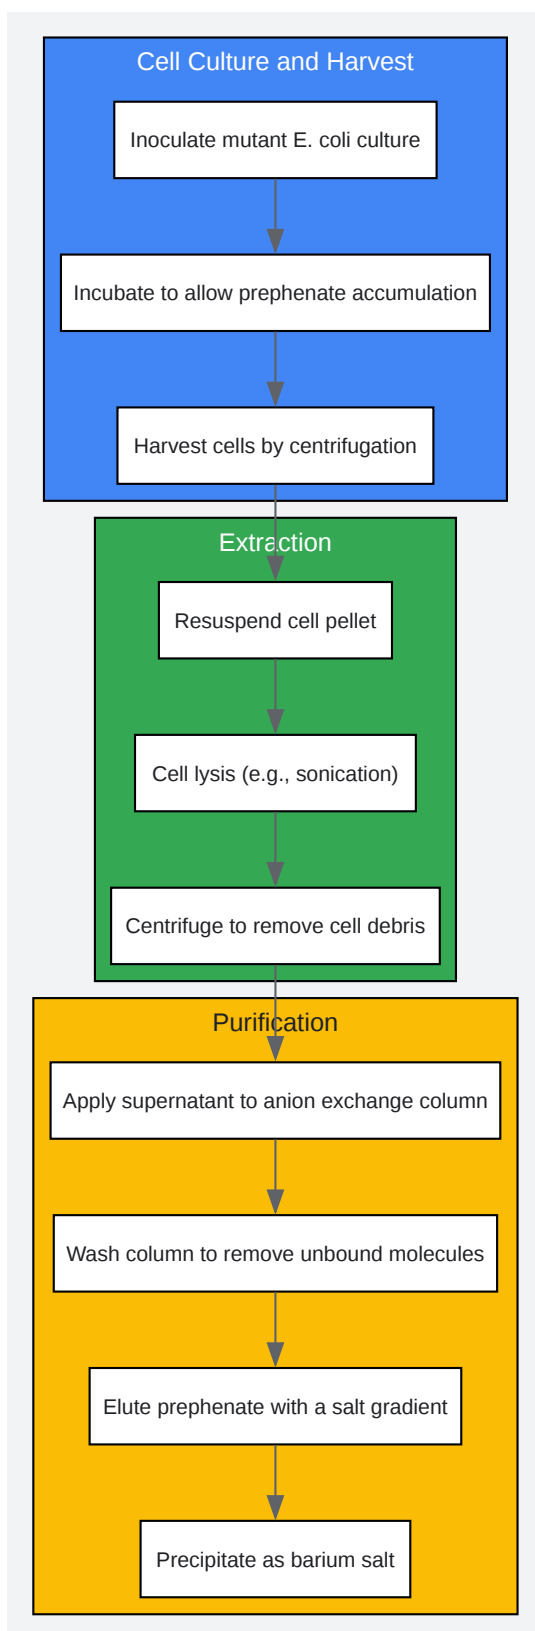 Cell Culture and Harvest
Inoculate mutant E. coli culture
Incubate to allow prephenate accumulation
Harvest cells by centrifugation
Extraction
Resuspend cell pellet
Cell lysis (e.g., sonication)
Centrifuge to remove cell debris
Purification
Apply supernatant to anion exchange column
Wash column to remove unbound molecules
Elute prephenate with a salt gradient
Precipitate as barium salt